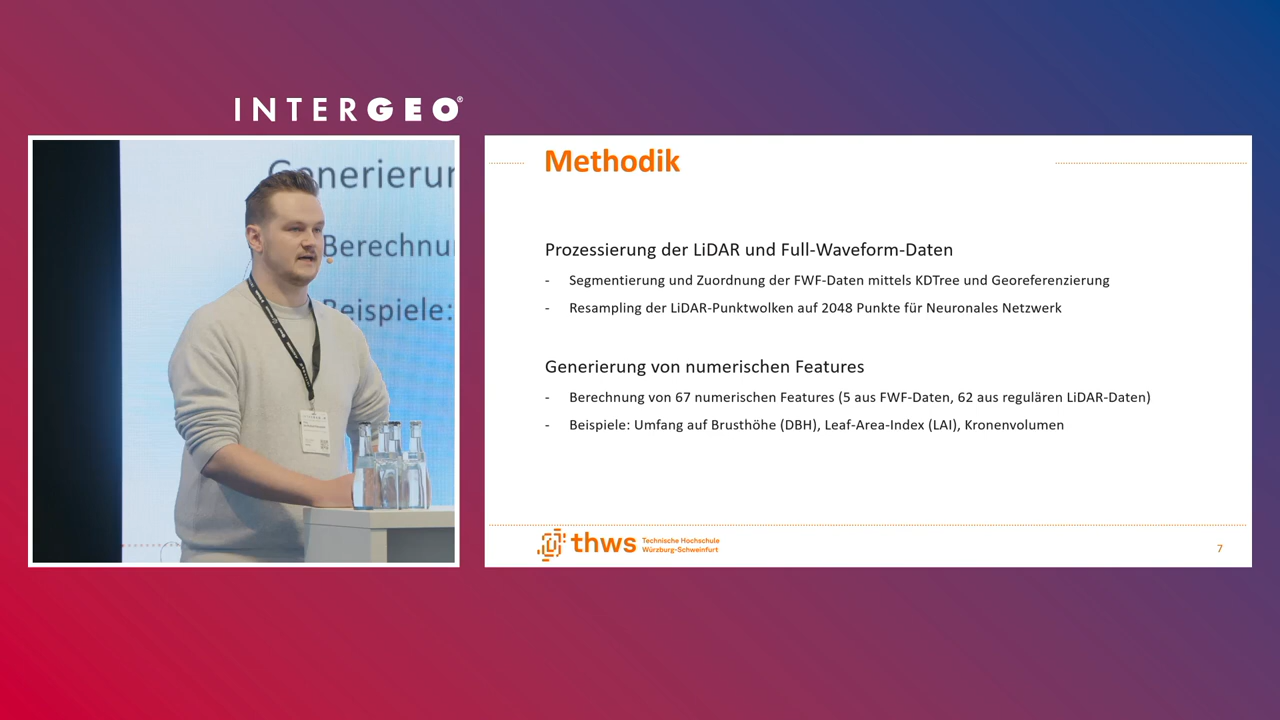 INTERGEO®
Generierun
Berechnu
Beispiele:
Methodik
Prozessierung der LiDAR und Full-Waveform-Daten
- Segmentierung und Zuordnung der FWF-Daten mittels KDTree und Georeferenzierung
- Resampling der LiDAR-Punktwolken auf 2048 Punkte für Neuronales Netzwerk
Generierung von numerischen Features
- Berechnung von 67 numerischen Features (5 aus FWF-Daten, 62 aus regulären LiDAR-Daten)
- Beispiele: Umfang auf Brusthöhe (DBH), Leaf-Area-Index (LAI), Kronenvolumen
thws Technische Hochschule
Würzburg-Schweinfurt
7